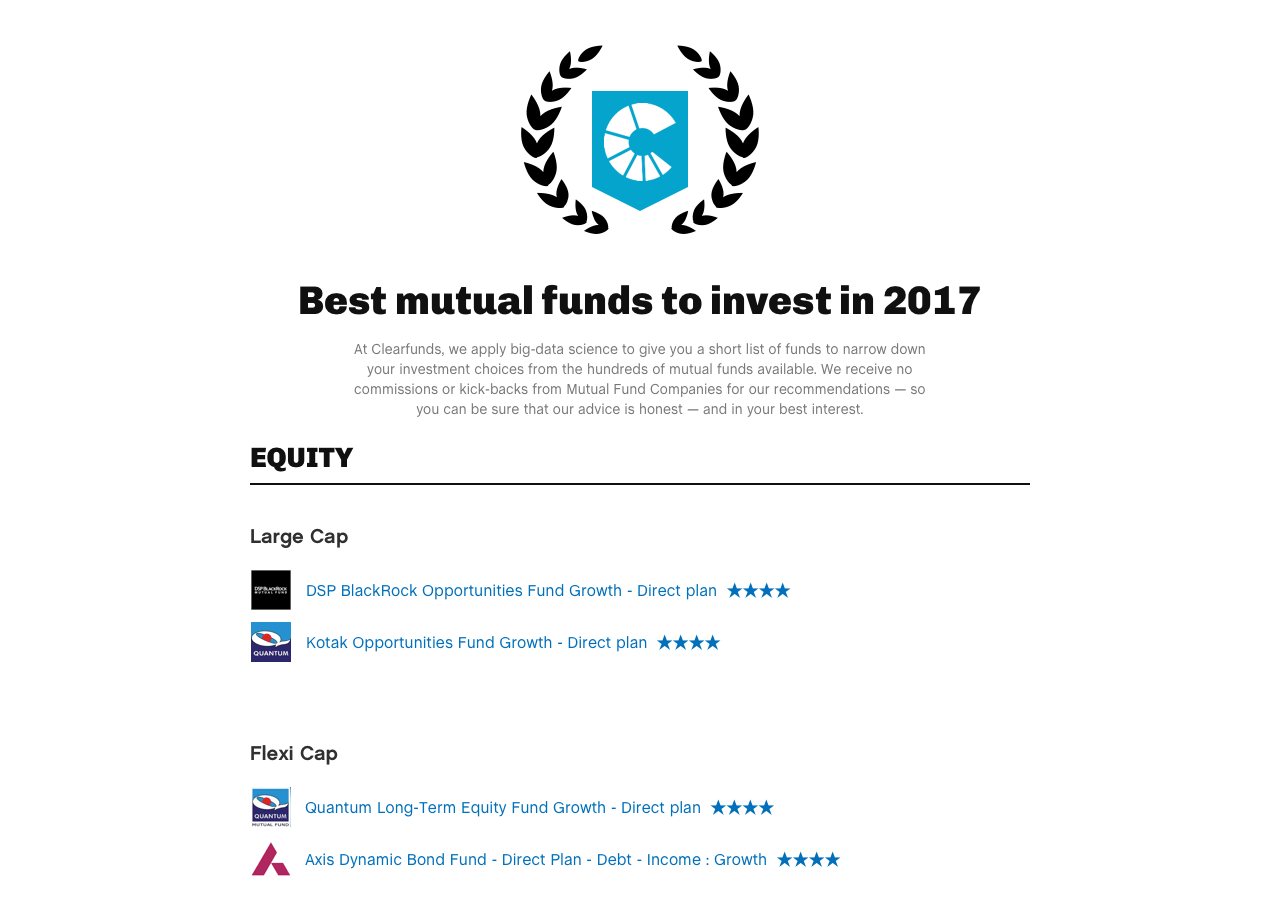 Best mutual funds to invest in 2017
At Clearfunds, we apply big-data science to give you a short list of funds to narrow down
your investment choices from the hundreds of mutual funds available. We receive no
commissions or kick-backs from Mutual Fund Companies for our recommendations — so
you can be sure that our advice is honest — and in your best interest.
EQUITY
Large Cap
DSP BLACKROCK
MUTUAL FUND
DSP BlackRock Opportunities Fund Growth - Direct plan ★★★★
QUANTUM
Kotak Opportunities Fund Growth - Direct plan ★★★★
Flexi Cap
QUANTUM
MUTUAL FUND
Quantum Long-Term Equity Fund Growth - Direct plan ★★★★
Axis Dynamic Bond Fund - Direct Plan - Debt - Income : Growth ★★★★